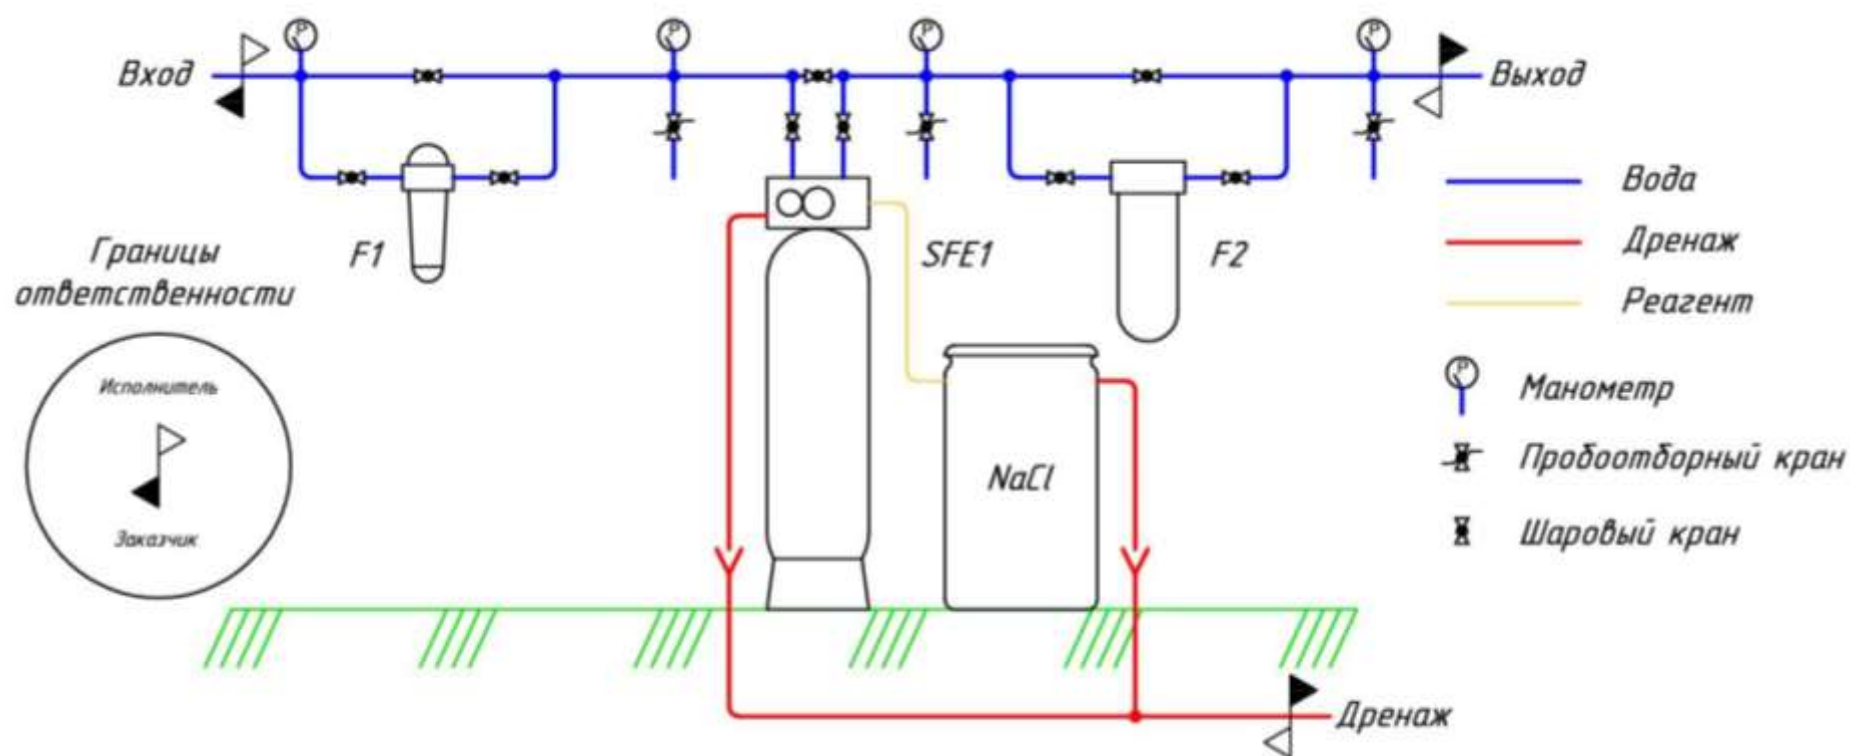 P
P
P
P
Вход
Выход
Вода
Границы
ответственности
F1
SFE1
F2
Дренаж
Реагент
Исполнитель
P
Манометр
NaCl
Пробоотборный кран
Заказчик
Шаровый кран
Дренаж